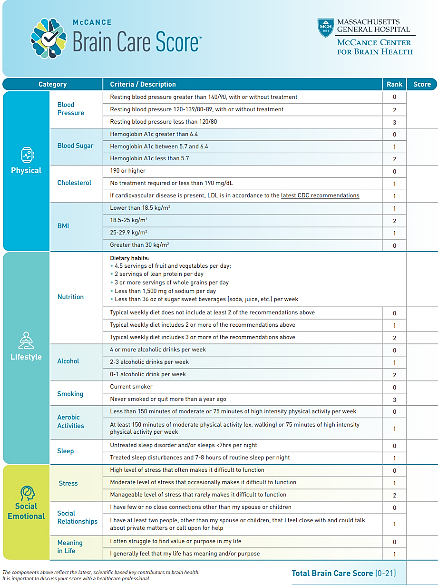 McCANCE
Brain Care Score™
MASSACHUSETTS
GENERAL HOSPITAL
McCANCE CENTER
FOR BRAIN HEALTH
Category Criteria / Description Rank Score
Physical
Blood
Pressure
Resting blood pressure greater than 140/90, with or without treatment 0
Resting blood pressure 120-139/80-89, with or without treatment 2
Resting blood pressure less than 120/80 3
Blood Sugar
Hemoglobin A1c greater than 6.4 0
Hemoglobin A1c between 5.7 and 6.4 1
Hemoglobin A1c less than 5.7 2
Cholesterol
190 or higher 0
No treatment required or less than 190 mg/dL 1
If cardiovascular disease is present, LDL is in accordance to the latest CDC recommendations 1
BMI
Lower than 18.5 kg/m² 1
18.5-25 kg/m² 2
25-29.9 kg/m² 1
Greater than 30 kg/m² 0
Lifestyle
Nutrition
Dietary habits:
• 4.5 servings of fruit and vegetables per day;
• 2 servings of lean protein per day
• 3 or more servings of whole grains per day
• Less than 1,500 mg of sodium per day
• Less than 36 oz of sugar sweet beverages (soda, juice, etc.) per week
Typical weekly diet does not include at least 2 of the recommendations above 0
Typical weekly diet includes 2 or more of the recommendations above 1
Typical weekly diet includes 3 or more of the recommendations above 2
Alcohol
4 or more alcoholic drinks per week 0
2-3 alcoholic drinks per week 1
0-1 alcoholic drink per week 2
Smoking
Current smoker 0
Never smoked or quit more than a year ago 3
Aerobic
Activities
Less than 150 minutes of moderate or 75 minutes of high intensity physical activity per week 0
At least 150 minutes of moderate physical activity (ex. walking) or 75 minutes of high intensity
physical activity per week 1
Sleep
Untreated sleep disorder and/or sleeps <7hrs per night 0
Treated sleep disturbances and 7-8 hours of routine sleep per night 1
Social
Emotional
Stress
High level of stress that often makes it difficult to function 0
Moderate level of stress that occasionally makes it difficult to function 1
Manageable level of stress that rarely makes it difficult to function 2
Social
Relationships
I have few or no close connections other than my spouse or children 0
I have at least two people, other than my spouse or children, that I feel close with and could talk
about private matters or call upon for help 1
Meaning
in Life
I often struggle to find value or purpose in my life 0
I generally feel that my life has meaning and/or purpose 1
The components above reflect the latest, scientific based key contributors to brain health.
It is important to discuss your score with a healthcare professional.
Total Brain Care Score (0-21)